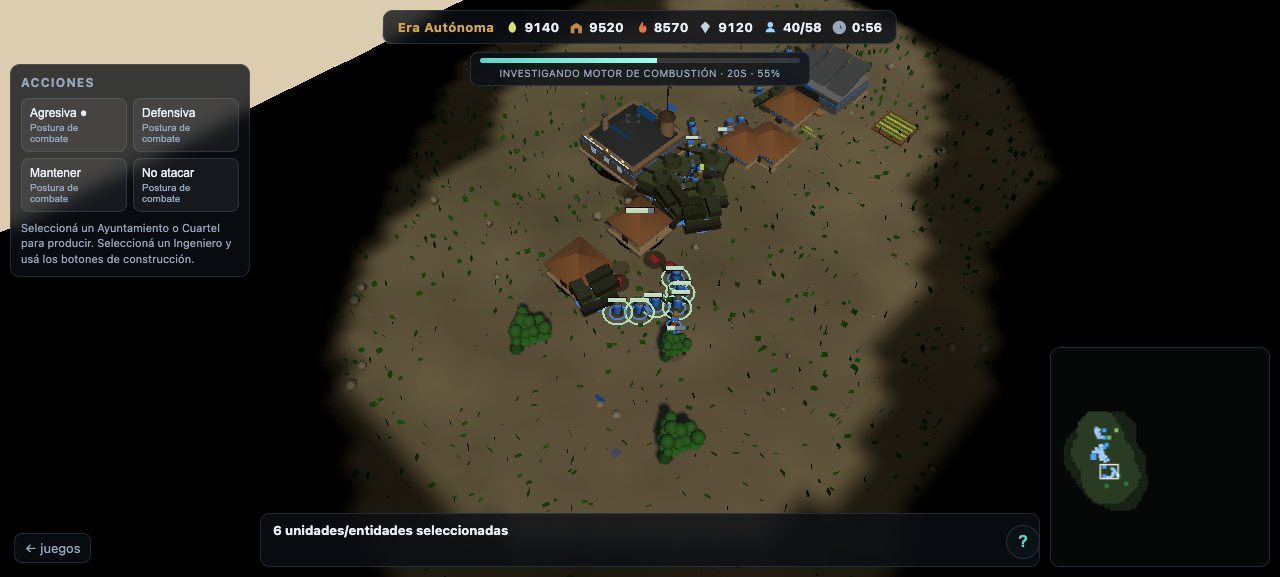 Era Autónoma 9140 9520 8570 9120 40/58 0:56
INVESTIGANDO MOTOR DE COMBUSTIÓN · 20S · 55%
ACCIONES
Agresiva ●
Postura de
combate
Defensiva
Postura de
combate
Mantener
Postura de
combate
No atacar
Postura de
combate
Seleccioná un Ayuntamiento o Cuartel
para producir. Seleccioná un Ingeniero y
usá los botones de construcción.
6 unidades/entidades seleccionadas
?
← juegos